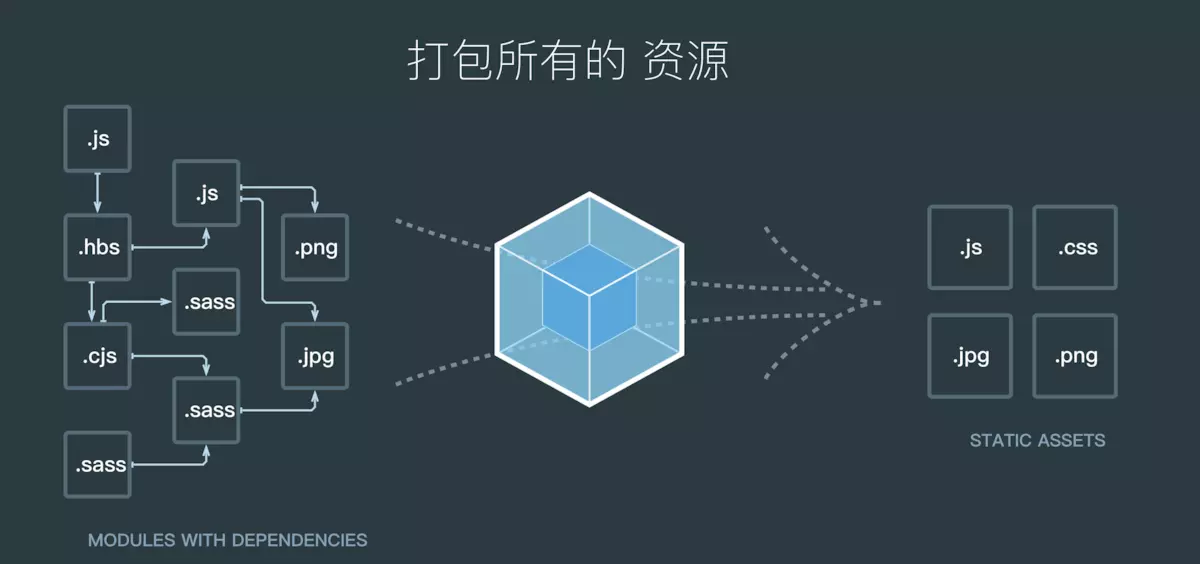 打包所有的 资源
.js
.js
.hbs
.png
.sass
.cjs
.jpg
.sass
.sass
MODULES WITH DEPENDENCIES
.js
.css
.jpg
.png
STATIC ASSETS